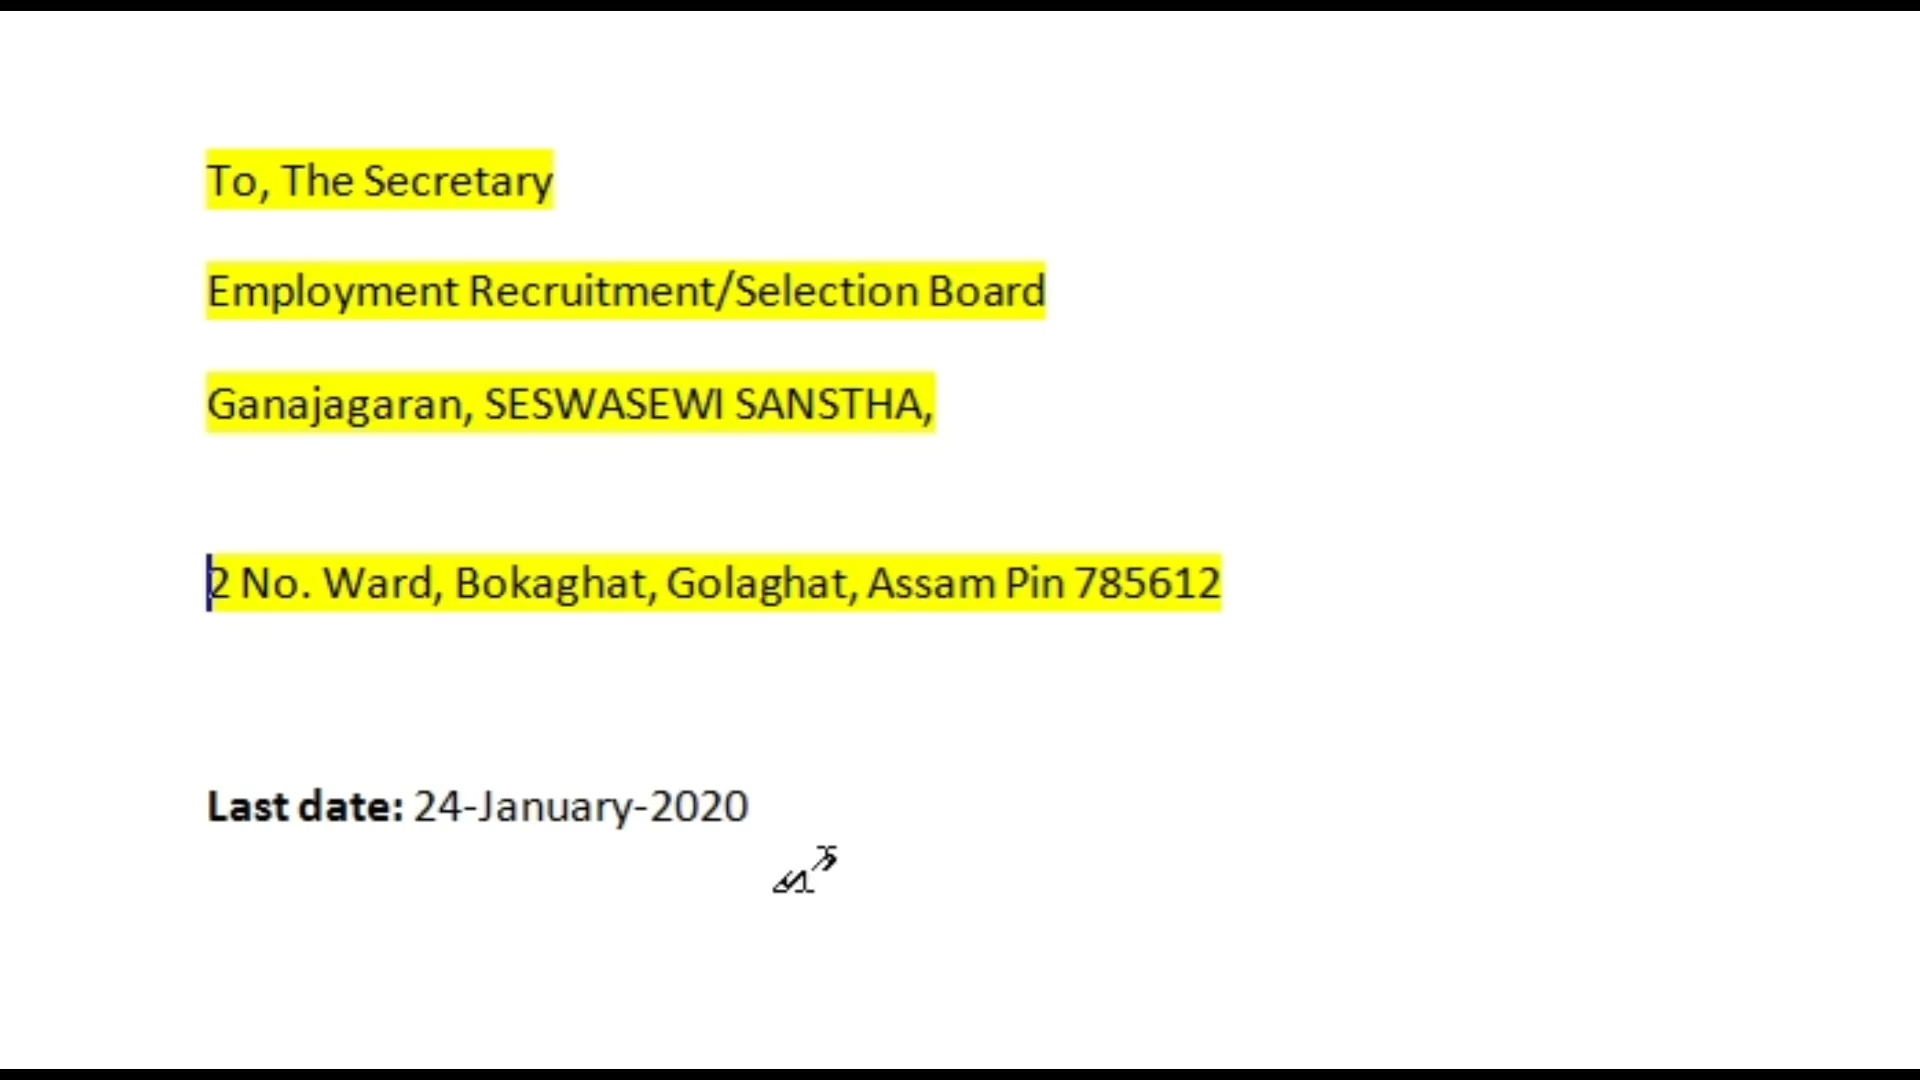 To, The Secretary
Employment Recruitment/Selection Board
Ganajagaran, SESWASEWI SANSTHA,
2 No. Ward, Bokaghat, Golaghat, Assam Pin 785612
Last date: 24-January-2020